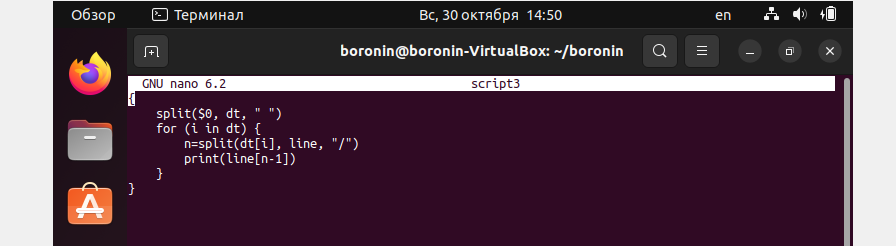 Обзор Терминал Вс, 30 октября 14:50 en
boronin@boronin-VirtualBox: ~/boronin
GNU nano 6.2 script3
{
    split($0, dt, " ")
    for (i in dt) {
        n=split(dt[i], line, "/")
        print(line[n-1])
    }
}